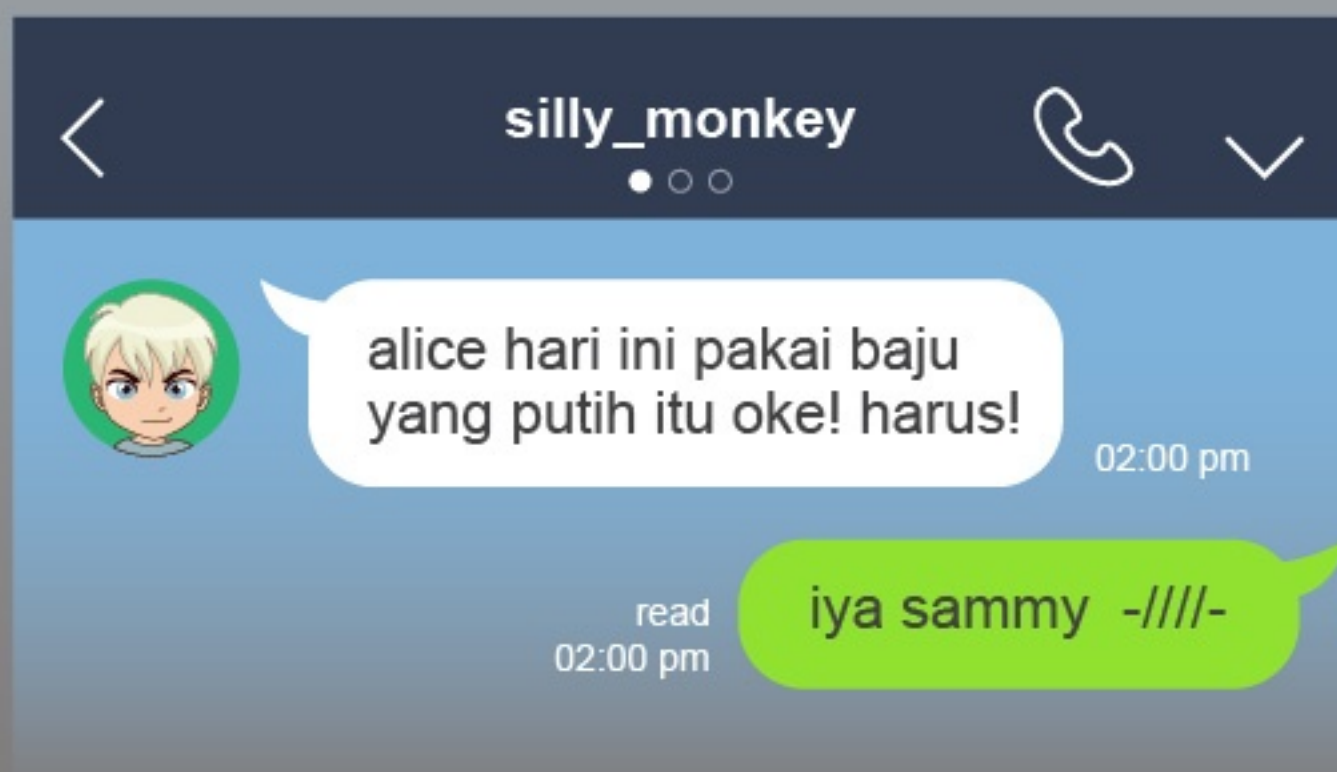 silly_monkey
alice hari ini pakai baju
yang putih itu oke! harus!
02:00 pm
iya sammy -////-
read
02:00 pm